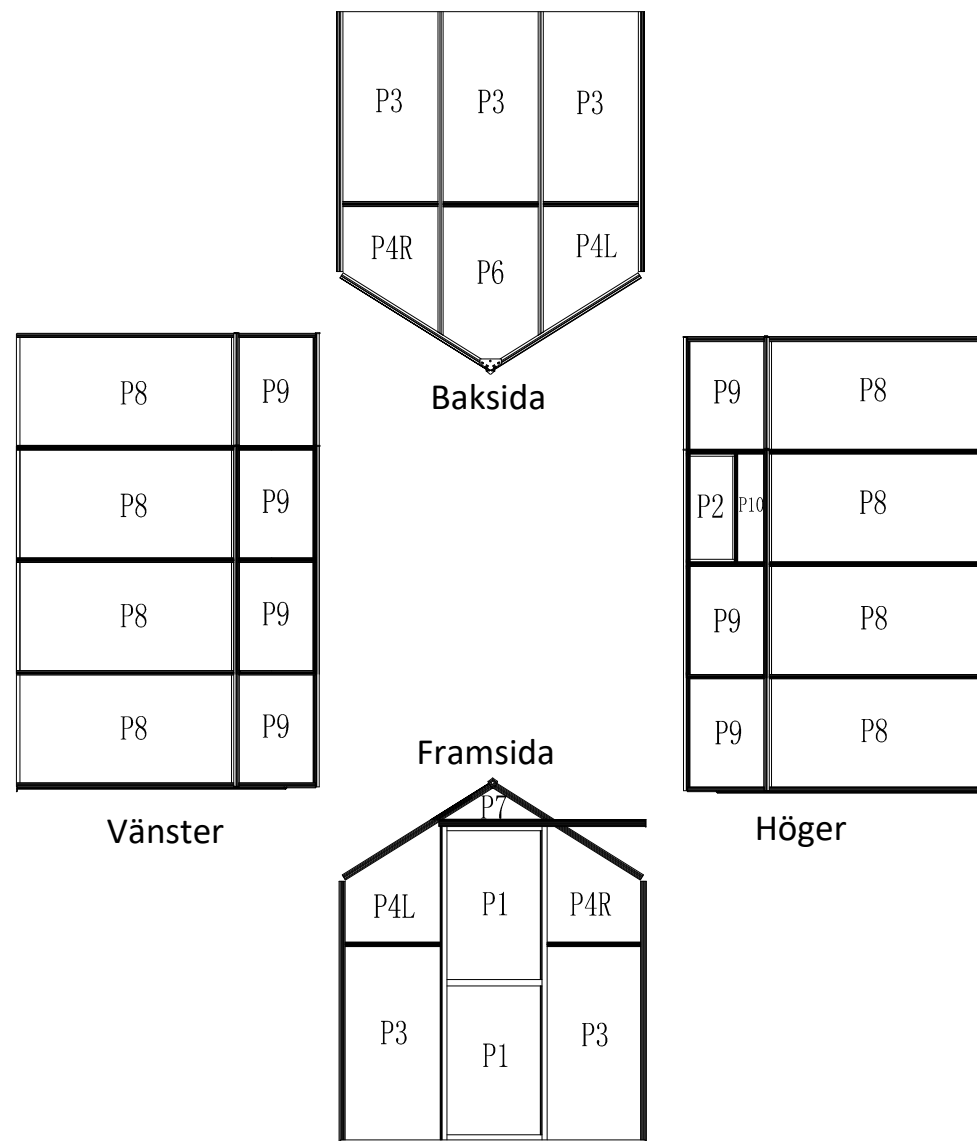 P3 P3 P3
P4R P6 P4L
Baksida
P8 P9
P8 P9
P8 P9
P8 P9
Vänster
P9 P8
P2 P10 P8
P9 P8
P9 P8
Höger
Framsida
P7
P4L P1 P4R
P3 P1 P3